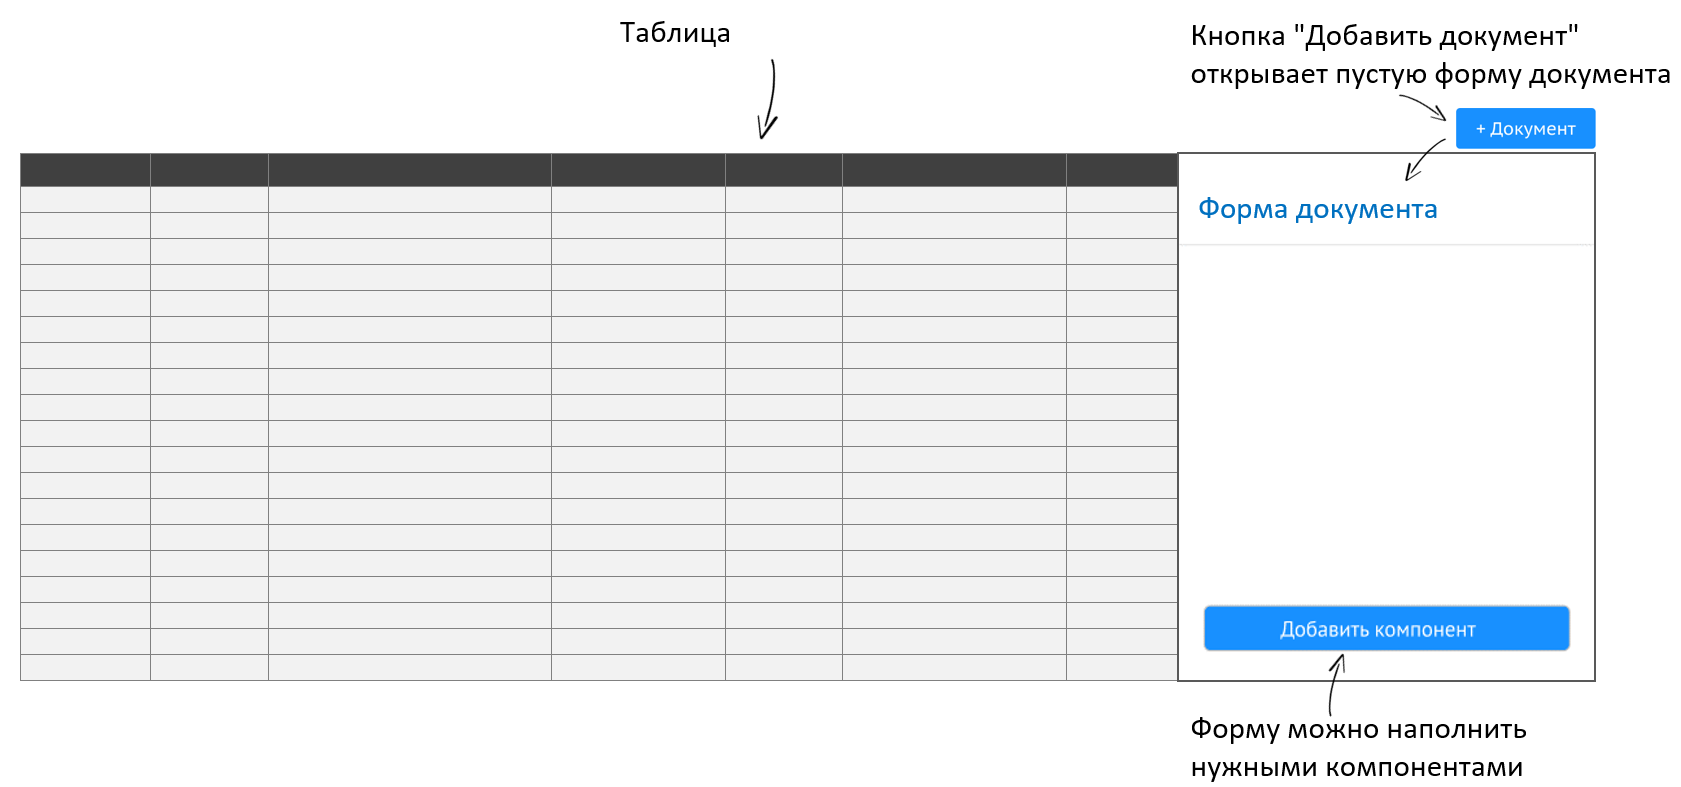 Таблица
Кнопка "Добавить документ"
открывает пустую форму документа
+ Документ
Форма документа
Добавить компонент
Форму можно наполнить
нужными компонентами